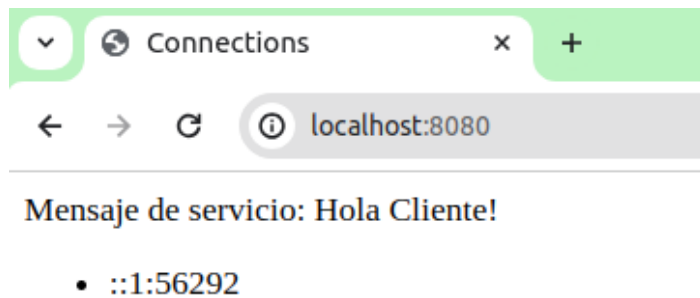 Connections
localhost:8080
Mensaje de servicio: Hola Cliente!
::1:56292